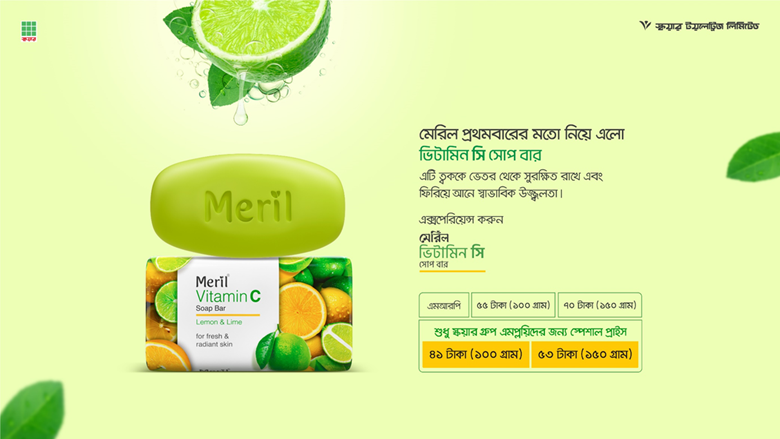 স্কয়ার টয়লেট্রিজ লিমিটেড
মেরিল প্রথমবারের মতো নিয়ে এলো
ভিটামিন সি সোপ বার
এটি ত্বককে ভেতর থেকে সুরক্ষিত রাখে এবং
ফিরিয়ে আনে স্বাভাবিক উজ্জ্বলতা।
এক্সপেরিয়েন্স করুন
মেরিল
ভিটামিন সি
সোপ বার
Meril
Meril
Vitamin C
Soap Bar
Lemon & Lime
for fresh &
radiant skin
এমআরপি ৫৫ টাকা (১০০ গ্রাম) ৭০ টাকা (১৫০ গ্রাম)
শুধু স্কয়ার গ্রুপ এমপ্লয়িদের জন্য স্পেশাল প্রাইস
৪১ টাকা (১০০ গ্রাম) ৫৩ টাকা (১৫০ গ্রাম)